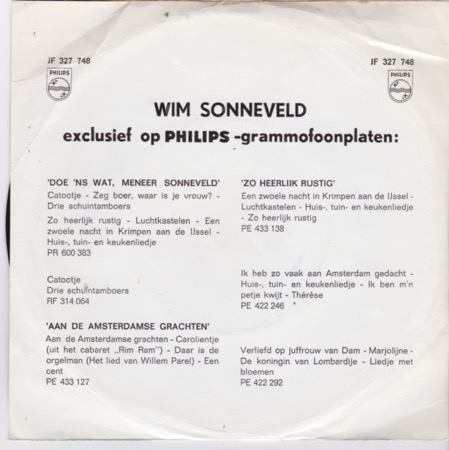 JF 327 748
JF 327 748
PHILIPS
PHILIPS
WIM SONNEVELD
exclusief op PHILIPS -grammofoonplaten:
'DOE 'NS WAT, MENEER SONNEVELD'
Catootje - Zeg boer, waar is je vrouw? -
Drie schuintamboers
Zo heerlijk rustig - Luchtkastelen - Een
zwoele nacht in Krimpen aan de IJssel -
Huis-, tuin- en keukenliedje
PR 600 383
Catootje
Drie schuintamboers
RF 314.064
'AAN DE AMSTERDAMSE GRACHTEN'
Aan de Amsterdamse grachten - Carolientje
(uit het cabaret „Rim Ram”) - Daar is de
orgelman (Het lied van Willem Parel) - Een
cent
PE 433 127
'ZO HEERLIJK RUSTIG'
Een zwoele nacht in Krimpen aan de IJssel -
Luchtkastelen - Huis-, tuin- en keukenliedje
- Zo heerlijk rustig
PE 433 138
Ik heb zo vaak aan Amsterdam gedacht -
Huis-, tuin- en keukenliedje - Ik ben m'n
petje kwijt - Thérèse
PE 422 246
Verliefd op juffrouw van Dam - Marjolijne -
De koningin van Lombardije - Liedje met
bloemen
PE 422 292